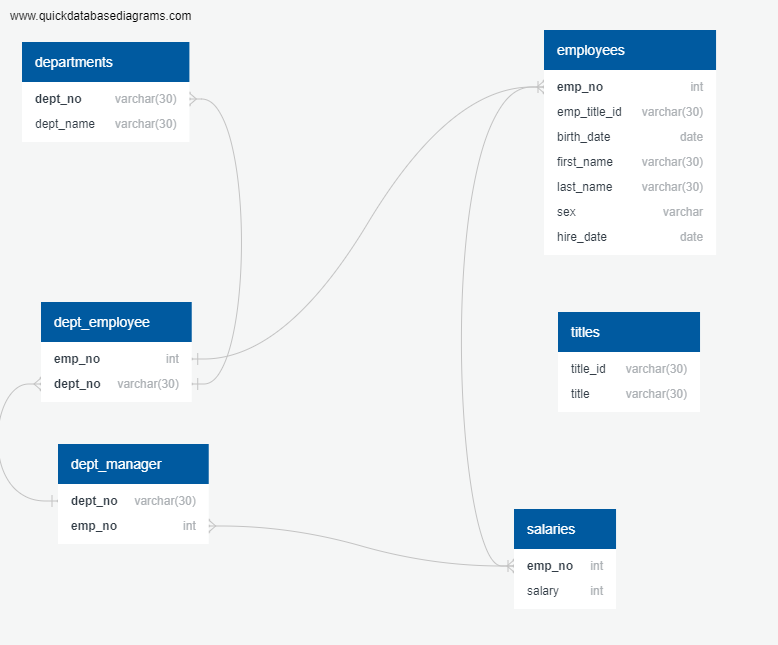 www.quickdatabasediagrams.com
departments
dept_no varchar(30)
dept_name varchar(30)
employees
emp_no int
emp_title_id varchar(30)
birth_date date
first_name varchar(30)
last_name varchar(30)
sex varchar
hire_date date
dept_employee
emp_no int
dept_no varchar(30)
titles
title_id varchar(30)
title varchar(30)
dept_manager
dept_no varchar(30)
emp_no int
salaries
emp_no int
salary int